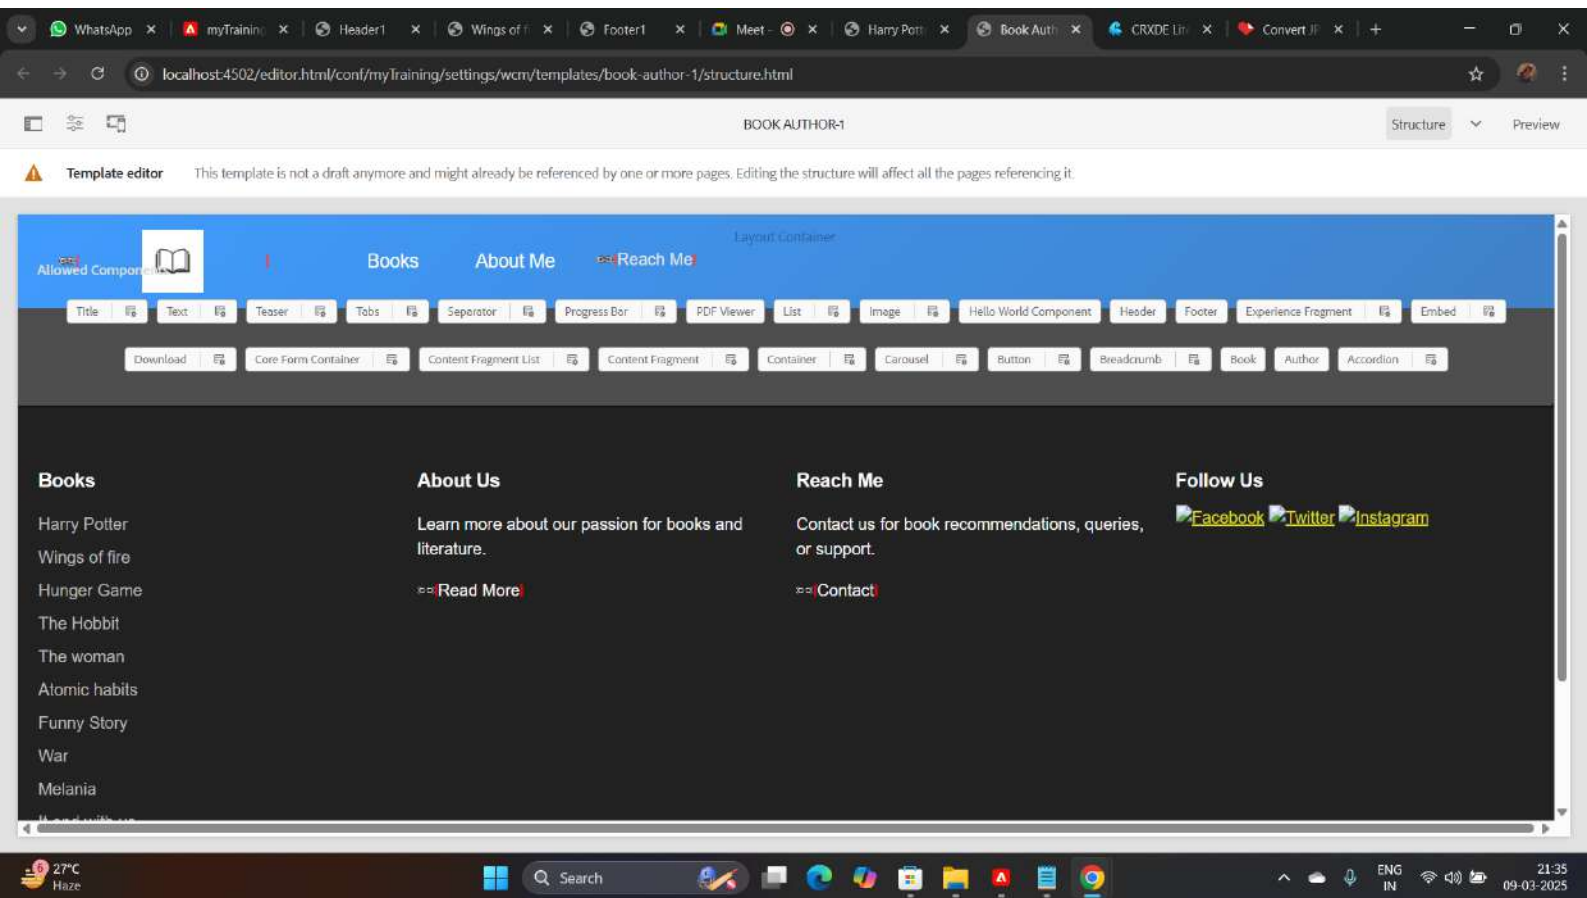 WhatsApp
myTraining
Header1
Wings of f
Footer1
Meet -
Harry Pott
Book Auth
CRXDE Lite
Convert JP
localhost:4502/editor.html/conf/myTraining/settings/wcm/templates/book-author-1/structure.html
BOOK AUTHOR-1
Structure
Preview
Template editor
This template is not a draft anymore and might already be referenced by one or more pages. Editing the structure will affect all the pages referencing it.
Layout Container
Allowed Components
Books
About Me
Reach Me
Title
Text
Teaser
Tabs
Separator
Progress Bar
PDF Viewer
List
Image
Hello World Component
Header
Footer
Experience Fragment
Embed
Download
Core Form Container
Content Fragment List
Content Fragment
Container
Carousel
Button
Breadcrumb
Book
Author
Accordion
Books
Harry Potter
Wings of fire
Hunger Game
The Hobbit
The woman
Atomic habits
Funny Story
War
Melania
It end with us
About Us
Learn more about our passion for books and
literature.
Read More
Reach Me
Contact us for book recommendations, queries,
or support.
Contact
Follow Us
Facebook Twitter Instagram
6
27°C
Haze
Search
ENG
IN
21:35
09-03-2025